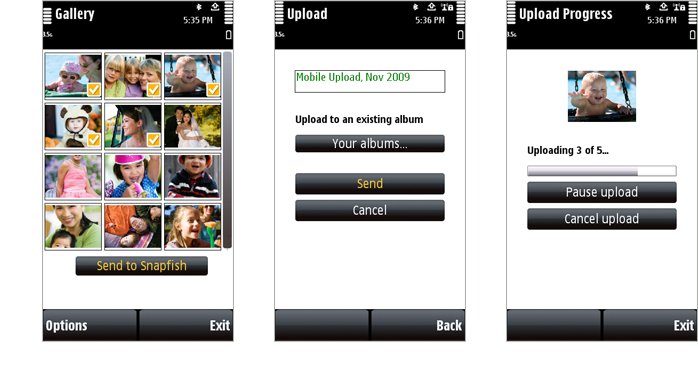 Gallery
5:35 PM
3.5G
Send to Snapfish
Options
Exit
Upload
5:36 PM
3.5G
Mobile Upload, Nov 2009
Upload to an existing album
Your albums...
Send
Cancel
Back
Upload Progress
5:36 PM
3.5G
Uploading 3 of 5...
Pause upload
Cancel upload
Exit